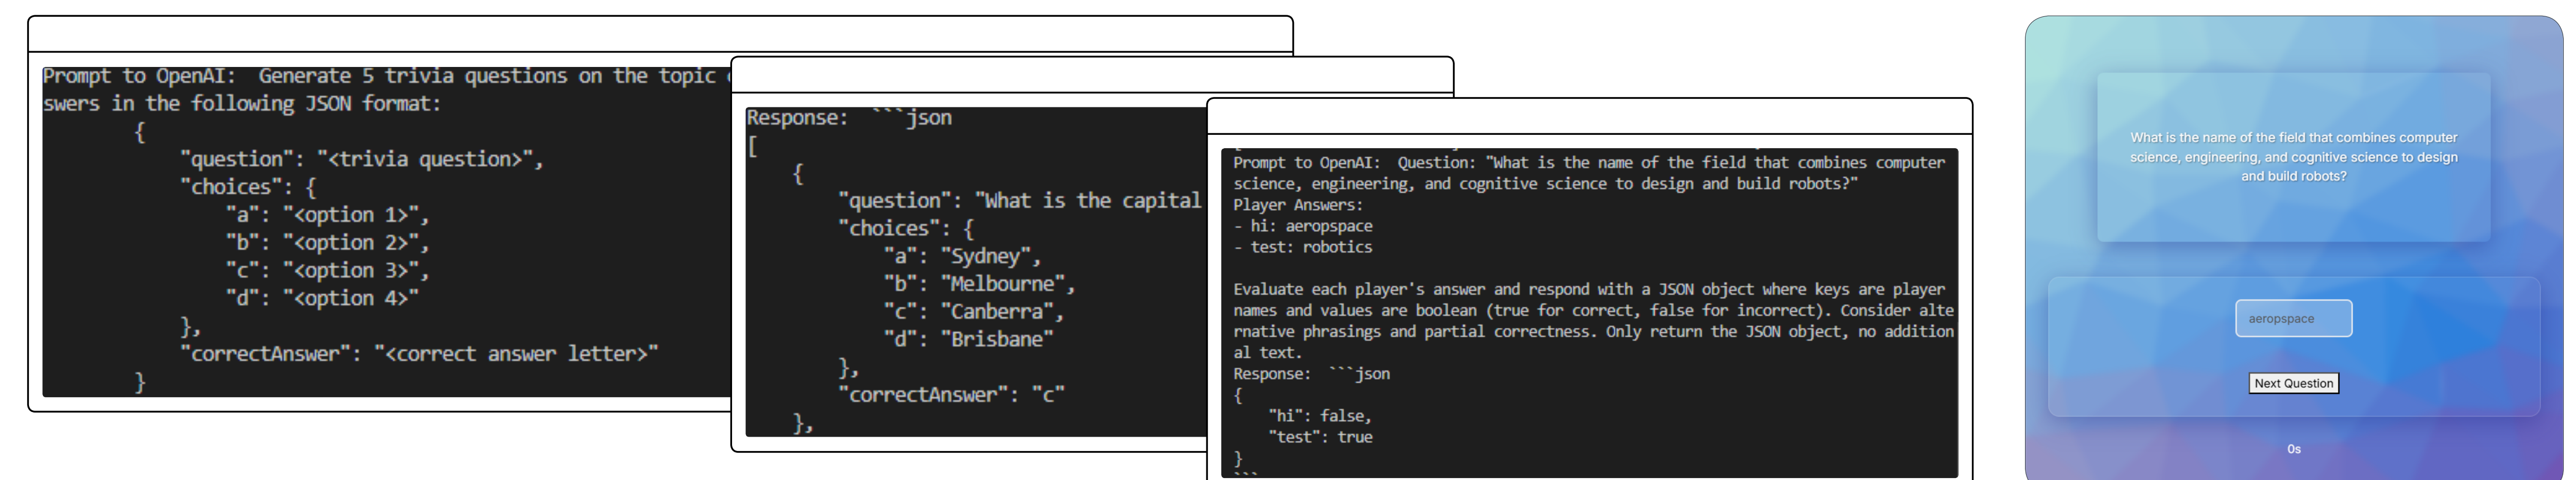 Prompt to OpenAI:  Generate 5 trivia questions on the topic
swers in the following JSON format:
{
"question": "<trivia question>",
"choices": {
"a": "<option 1>",
"b": "<option 2>",
"c": "<option 3>",
"d": "<option 4>"
},
"correctAnswer": "<correct answer letter>"
}
Response:  ```json
[
{
"question": "What is the capital
"choices": {
"a": "Sydney",
"b": "Melbourne",
"c": "Canberra",
"d": "Brisbane"
},
"correctAnswer": "c"
},
Prompt to OpenAI:  Question: "What is the name of the field that combines computer
science, engineering, and cognitive science to design and build robots?"
Player Answers:
- hi: aeropspace
- test: robotics
Evaluate each player's answer and respond with a JSON object where keys are player
names and values are boolean (true for correct, false for incorrect). Consider alte
rnative phrasings and partial correctness. Only return the JSON object, no addition
al text.
Response:  ```json
{
"hi": false,
"test": true
}
```
What is the name of the field that combines computer
science, engineering, and cognitive science to design
and build robots?
aeropspace
Next Question
0s